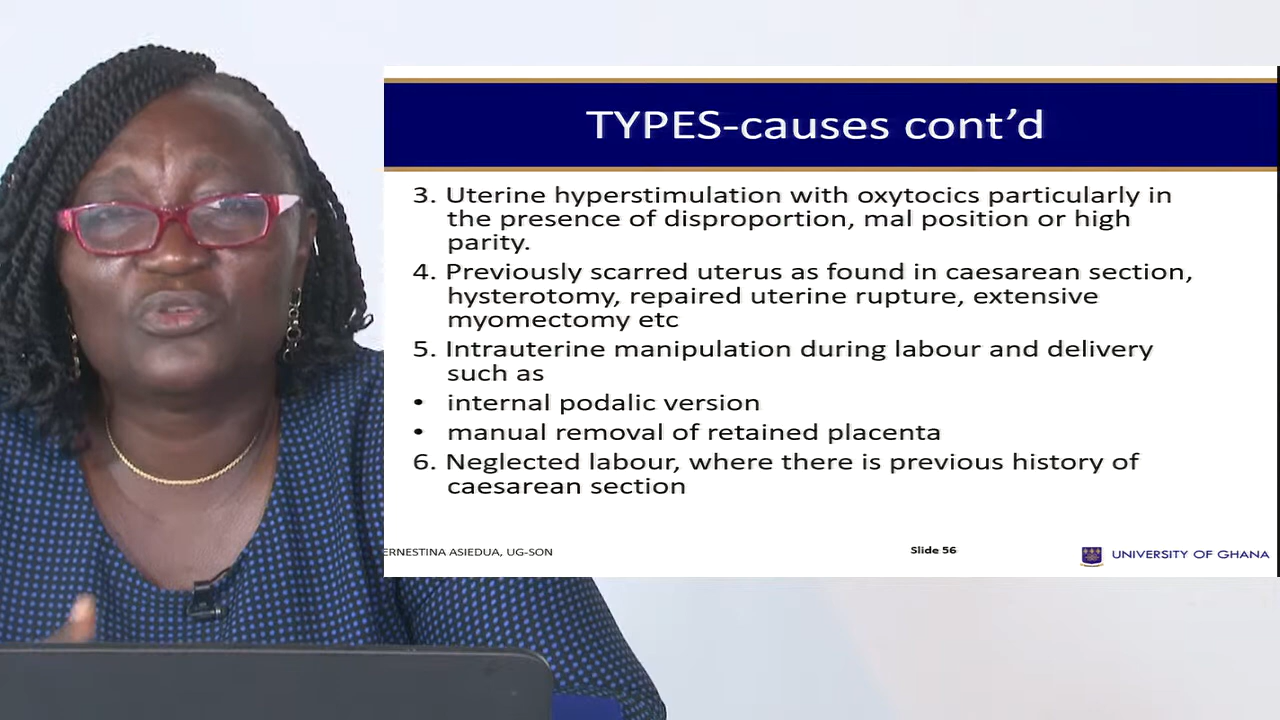 TYPES-causes cont’d
3. Uterine hyperstimulation with oxytocics particularly in
the presence of disproportion, mal position or high
parity.
4. Previously scarred uterus as found in caesarean section,
hysterotomy, repaired uterine rupture, extensive
myomectomy etc
5. Intrauterine manipulation during labour and delivery
such as
• internal podalic version
• manual removal of retained placenta
6. Neglected labour, where there is previous history of
caesarean section
ERNESTINA ASIEDUA, UG-SON
Slide 56
UNIVERSITY OF GHANA